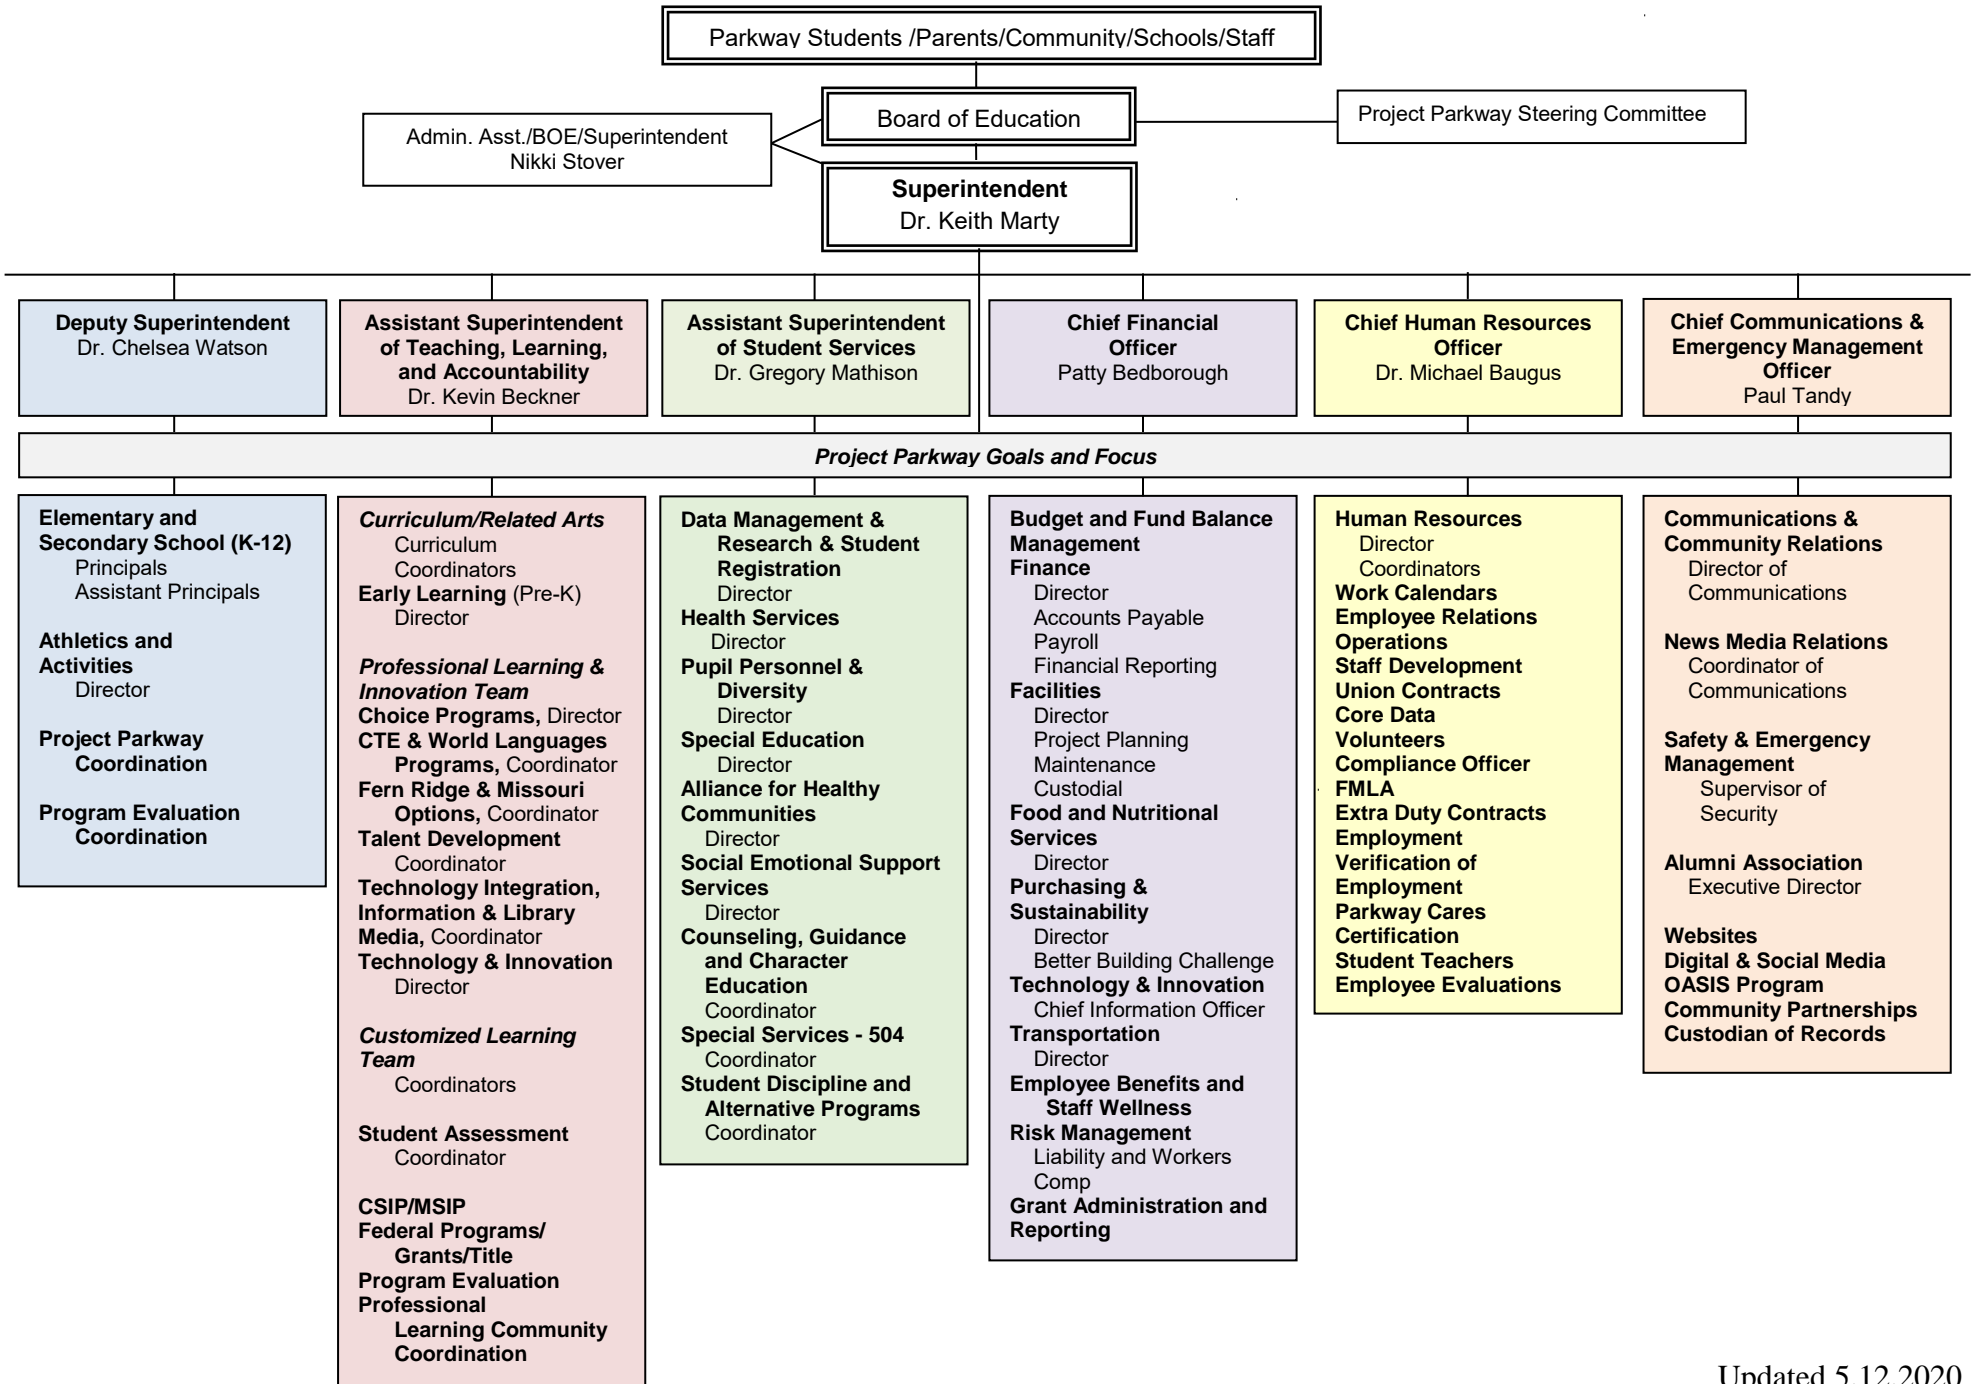 Parkway Students /Parents/Community/Schools/Staff
Board of Education
Project Parkway Steering Committee
Admin. Asst./BOE/Superintendent
Nikki Stover
Superintendent
Dr. Keith Marty
Deputy Superintendent
Dr. Chelsea Watson
Assistant Superintendent
of Teaching, Learning,
and Accountability
Dr. Kevin Beckner
Assistant Superintendent
of Student Services
Dr. Gregory Mathison
Chief Financial
Officer
Patty Bedborough
Chief Human Resources
Officer
Dr. Michael Baugus
Chief Communications &
Emergency Management
Officer
Paul Tandy
Project Parkway Goals and Focus
Elementary and
Secondary School (K-12)
Principals
Assistant Principals
Athletics and
Activities
Director
Project Parkway
Coordination
Program Evaluation
Coordination
Curriculum/Related Arts
Curriculum
Coordinators
Early Learning (Pre-K)
Director
Professional Learning &
Innovation Team
Choice Programs, Director
CTE & World Languages
Programs, Coordinator
Fern Ridge & Missouri
Options, Coordinator
Talent Development
Coordinator
Technology Integration,
Information & Library
Media, Coordinator
Technology & Innovation
Director
Customized Learning
Team
Coordinators
Student Assessment
Coordinator
CSIP/MSIP
Federal Programs/
Grants/Title
Program Evaluation
Professional
Learning Community
Coordination
Data Management &
Research & Student
Registration
Director
Health Services
Director
Pupil Personnel &
Diversity
Director
Special Education
Director
Alliance for Healthy
Communities
Director
Social Emotional Support
Services
Director
Counseling, Guidance
and Character
Education
Coordinator
Special Services - 504
Coordinator
Student Discipline and
Alternative Programs
Coordinator
Budget and Fund Balance
Management
Finance
Director
Accounts Payable
Payroll
Financial Reporting
Facilities
Director
Project Planning
Maintenance
Custodial
Food and Nutritional
Services
Director
Purchasing &
Sustainability
Director
Better Building Challenge
Technology & Innovation
Chief Information Officer
Transportation
Director
Employee Benefits and
Staff Wellness
Risk Management
Liability and Workers
Comp
Grant Administration and
Reporting
Human Resources
Director
Coordinators
Work Calendars
Employee Relations
Operations
Staff Development
Union Contracts
Core Data
Volunteers
Compliance Officer
FMLA
Extra Duty Contracts
Employment
Verification of
Employment
Parkway Cares
Certification
Student Teachers
Employee Evaluations
Communications &
Community Relations
Director of
Communications
News Media Relations
Coordinator of
Communications
Safety & Emergency
Management
Supervisor of
Security
Alumni Association
Executive Director
Websites
Digital & Social Media
OASIS Program
Community Partnerships
Custodian of Records
Updated 5.12.2020